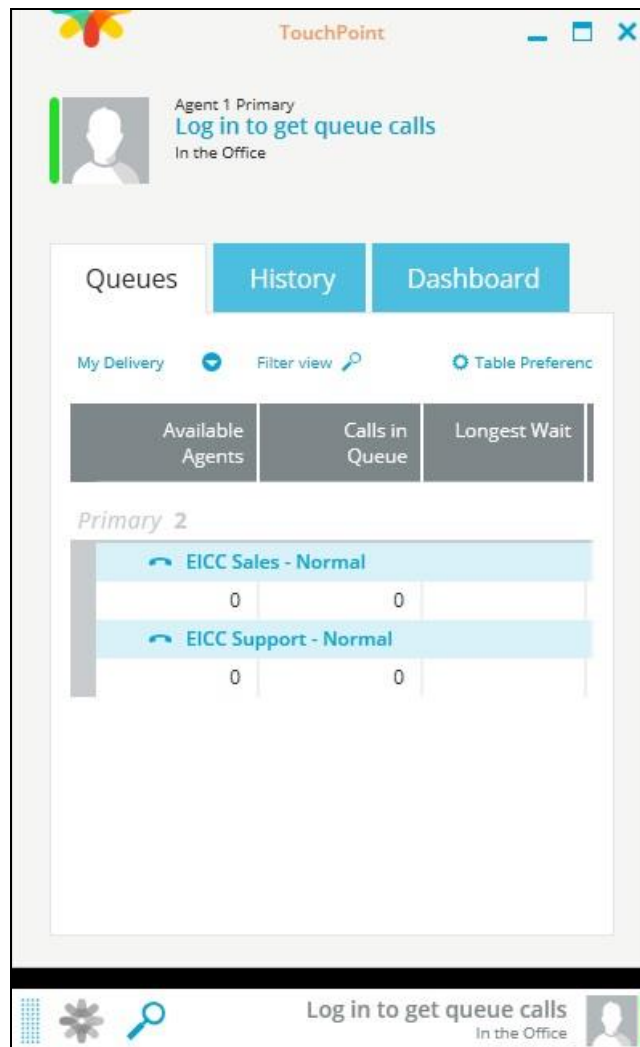 TouchPoint
Agent 1 Primary
Log in to get queue calls
In the Office
Queues
History
Dashboard
My Delivery
Filter view
Table Preferenc
Available
Agents
Calls in
Queue
Longest Wait
Primary 2
EICC Sales - Normal
0 0
EICC Support - Normal
0 0
Log in to get queue calls
In the Office